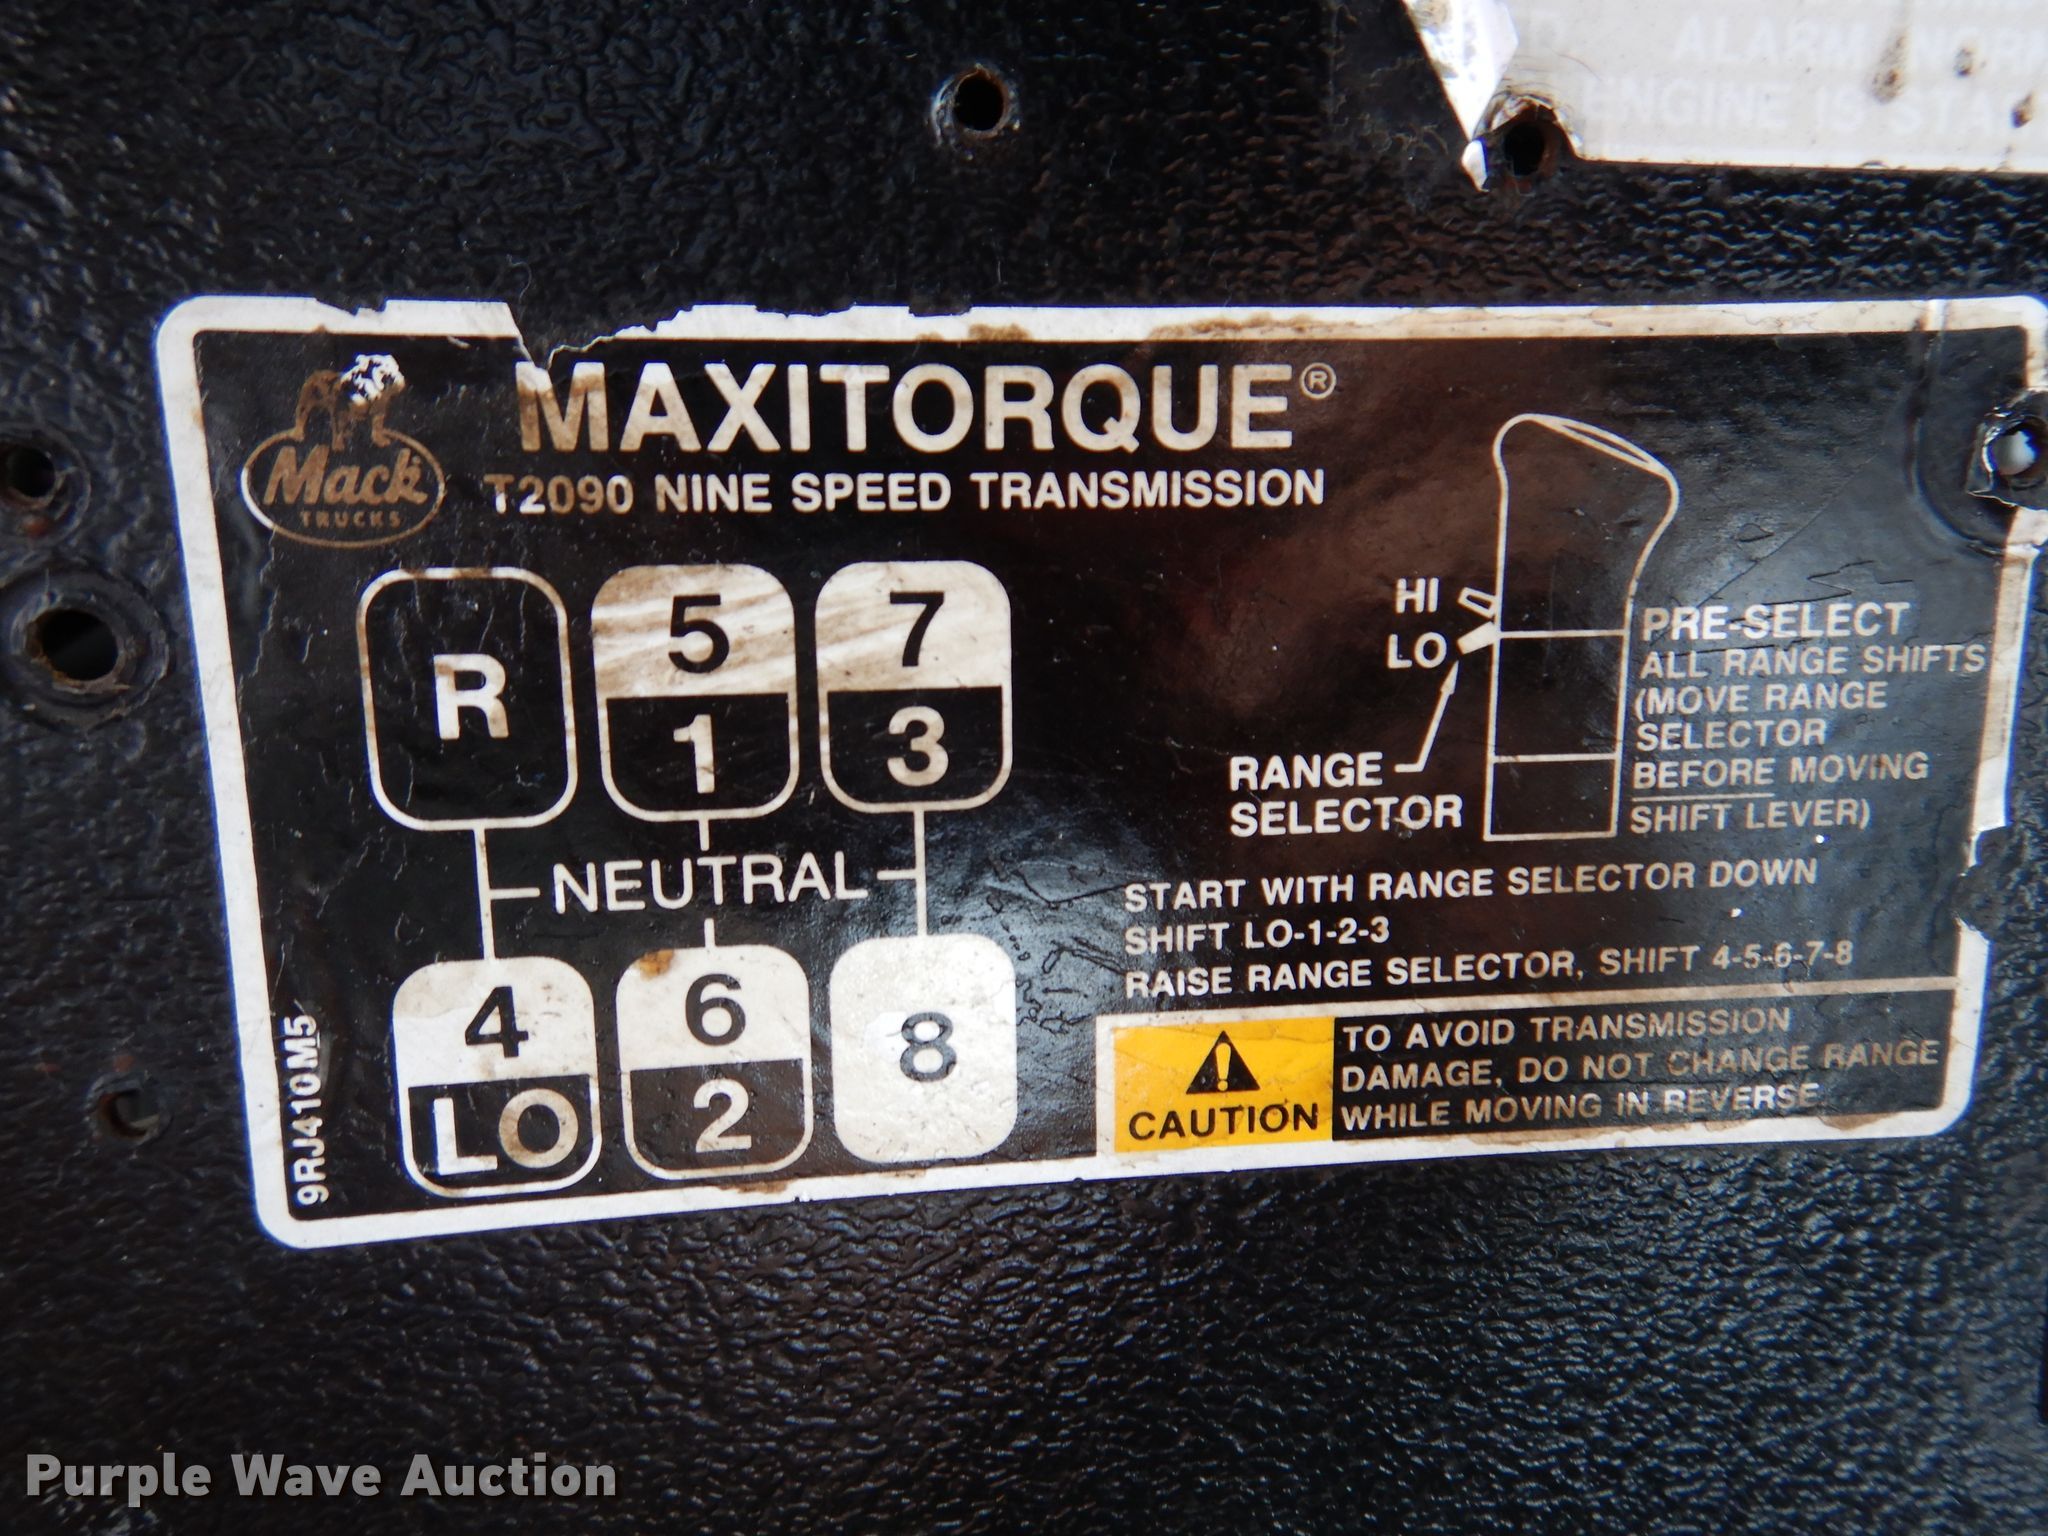 ALARM
ENGINE IS
Mack®
TRUCKS
MAXITORQUE®
T2090 NINE SPEED TRANSMISSION
R
5
1
7
3
NEUTRAL
4
LO
6
2
8
9RJ410M5
HI
LO
RANGE
SELECTOR
PRE-SELECT
ALL RANGE SHIFTS
(MOVE RANGE
SELECTOR
BEFORE MOVING
SHIFT LEVER)
START WITH RANGE SELECTOR DOWN
SHIFT LO-1-2-3
RAISE RANGE SELECTOR, SHIFT 4-5-6-7-8
CAUTION
TO AVOID TRANSMISSION
DAMAGE, DO NOT CHANGE RANGE
WHILE MOVING IN REVERSE
Purple Wave Auction